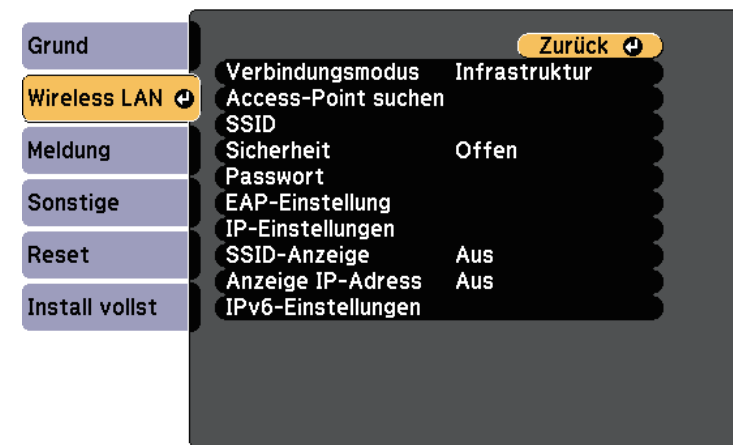 Grund
Wireless LAN
Meldung
Sonstige
Reset
Install vollst
Zurück
Verbindungsmodus Infrastruktur
Access-Point suchen
SSID
Sicherheit Offen
Passwort
EAP-Einstellung
IP-Einstellungen
SSID-Anzeige Aus
Anzeige IP-Adress Aus
IPv6-Einstellungen